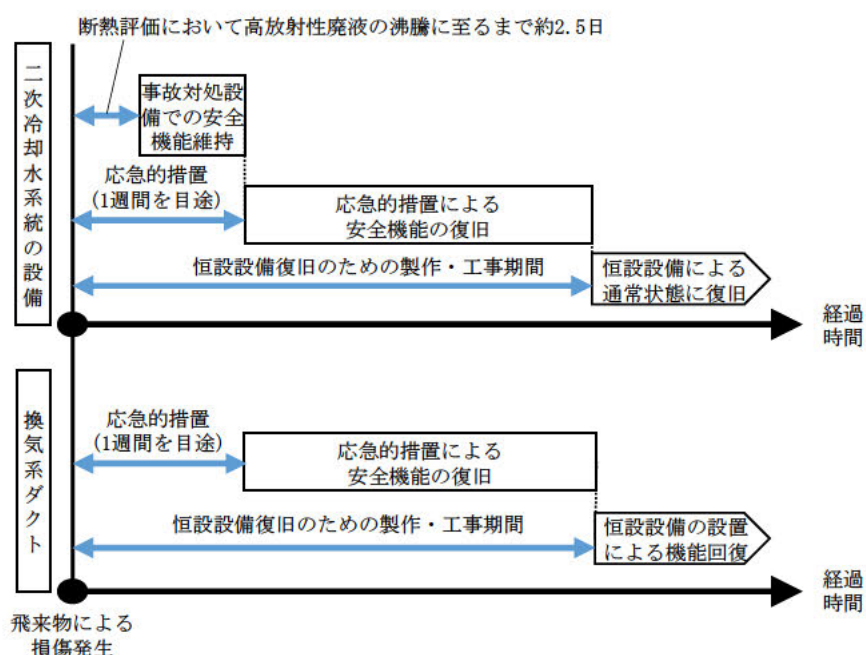 断熱評価において高放射性廃液の沸騰に至るまで約2.5日
二次冷却水系統の設備
事故対処設
備での安全
機能維持
応急的措置
(1週間を目途)
応急的措置による
安全機能の復旧
恒設設備復旧のための製作・工事期間
恒設設備による
通常状態に復旧
経過
時間
換気系ダクト
応急的措置
(1週間を目途)
応急的措置による
安全機能の復旧
恒設設備復旧のための製作・工事期間
恒設設備の設置
による機能回復
経過
時間
飛来物による
損傷発生